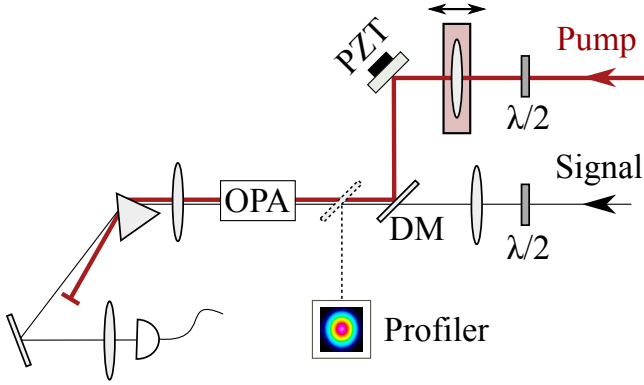 PZT
Pump
λ/2
Signal
OPA
DM
λ/2
Profiler